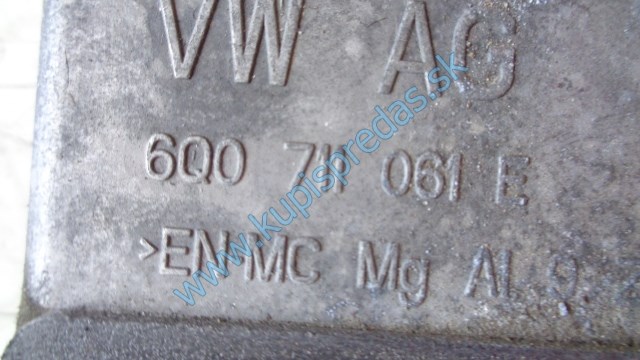 VW AG
6Q0 711 061 E
>EN-MC Mg Al 9
www.kupispredas.sk